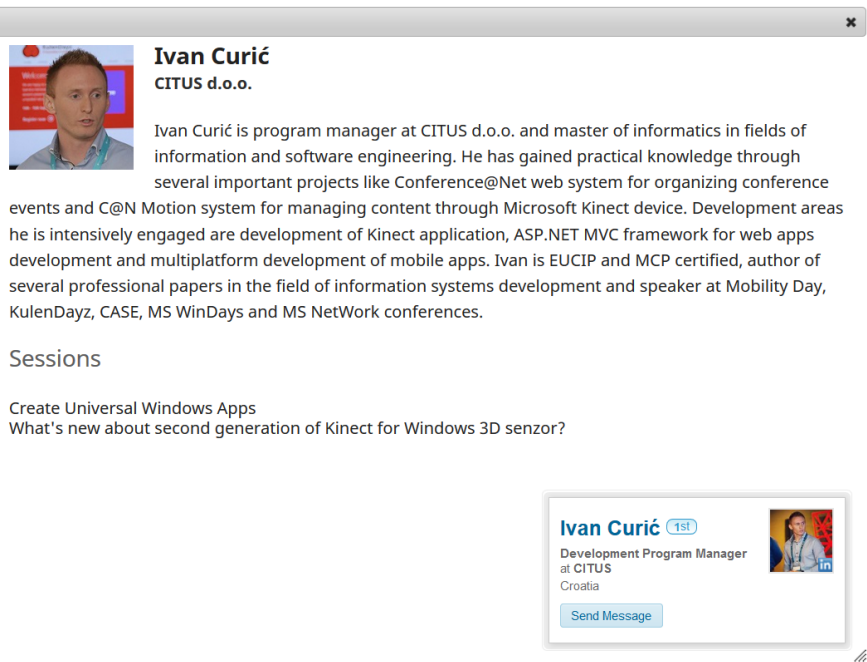 Ivan Curić
CITUS d.o.o.
Ivan Curić is program manager at CITUS d.o.o. and master of informatics in fields of
information and software engineering. He has gained practical knowledge through
several important projects like Conference@Net web system for organizing conference
events and C@N Motion system for managing content through Microsoft Kinect device. Development areas
he is intensively engaged are development of Kinect application, ASP.NET MVC framework for web apps
development and multiplatform development of mobile apps. Ivan is EUCIP and MCP certified, author of
several professional papers in the field of information systems development and speaker at Mobility Day,
KulenDayz, CASE, MS WinDays and MS NetWork conferences.
Sessions
Create Universal Windows Apps
What's new about second generation of Kinect for Windows 3D senzor?
Ivan Curić 1st
Development Program Manager
at CITUS
Croatia
in
Send Message